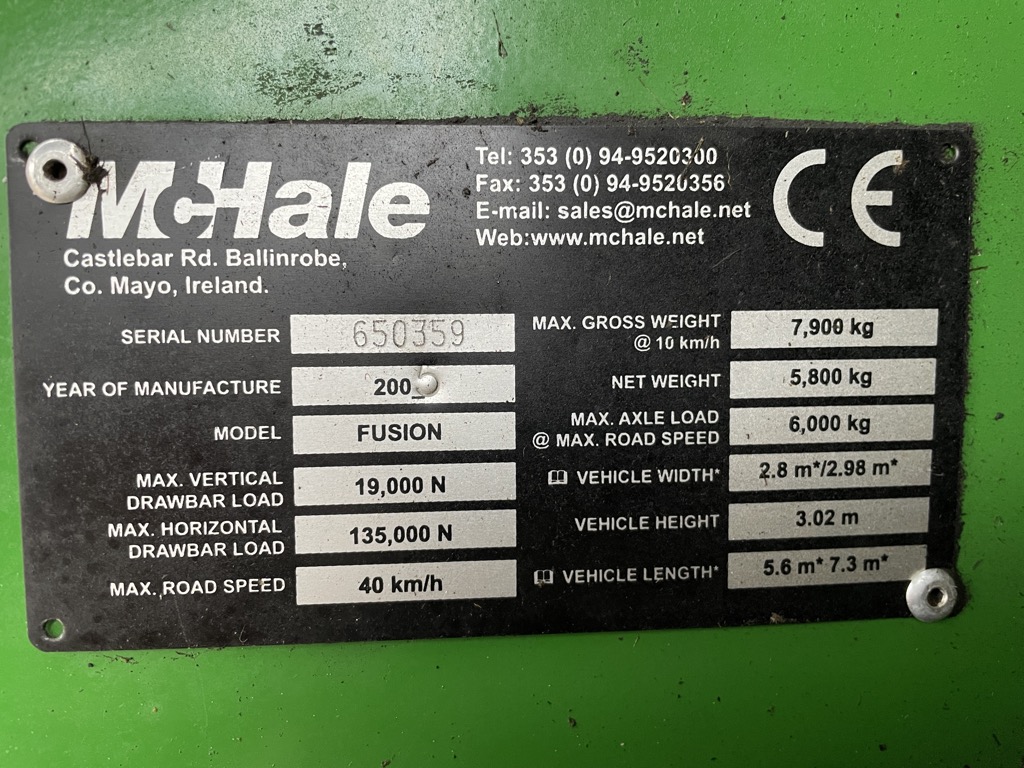 McHale
Castlebar Rd. Ballinrobe,
Co. Mayo, Ireland.
Tel: 353 (0) 94-9520300
Fax: 353 (0) 94-9520356
E-mail: sales@mchale.net
Web:www.mchale.net
CE
SERIAL NUMBER 650359
YEAR OF MANUFACTURE 200_5
MODEL FUSION
MAX. VERTICAL
DRAWBAR LOAD 19,000 N
MAX. HORIZONTAL
DRAWBAR LOAD 135,000 N
MAX. ROAD SPEED 40 km/h
MAX. GROSS WEIGHT
@ 10 km/h 7,900 kg
NET WEIGHT 5,800 kg
MAX. AXLE LOAD
@ MAX. ROAD SPEED 6,000 kg
VEHICLE WIDTH* 2.8 m*/2.98 m*
VEHICLE HEIGHT 3.02 m
VEHICLE LENGTH* 5.6 m* 7.3 m*